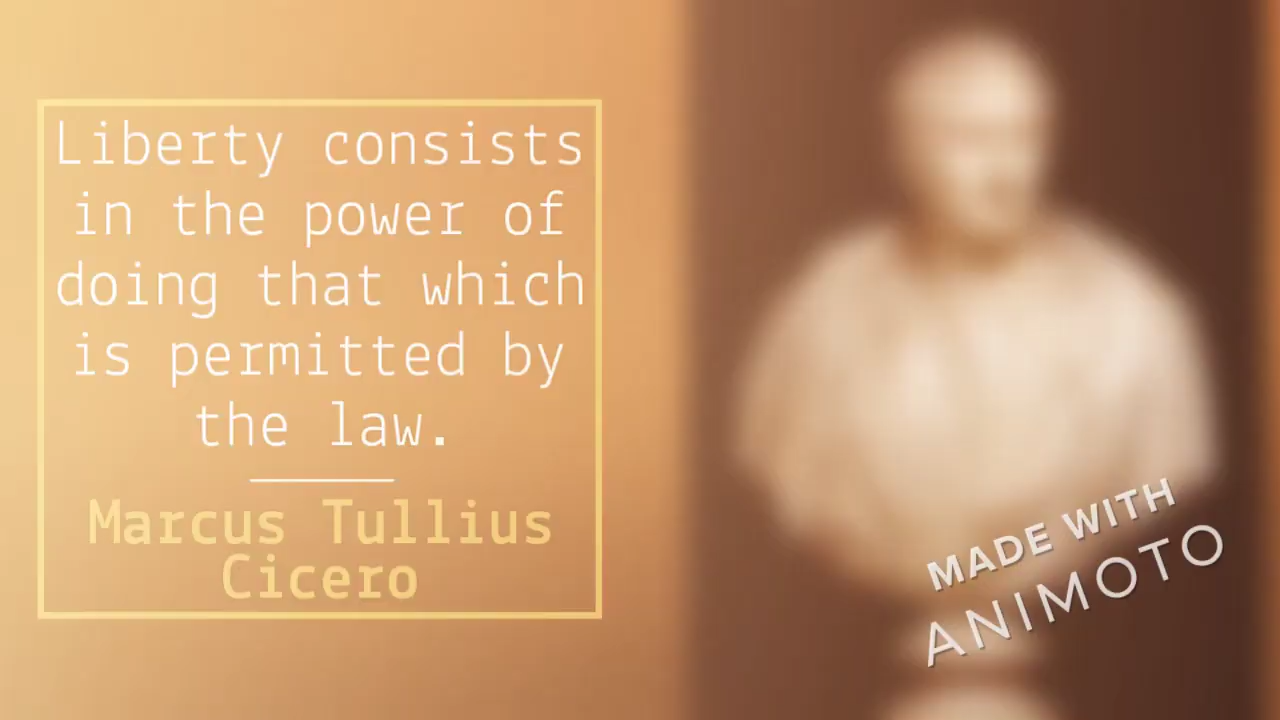 Liberty consists
in the power of
doing that which
is permitted by
the law.
Marcus Tullius
Cicero
MADE WITH
ANIMOTO